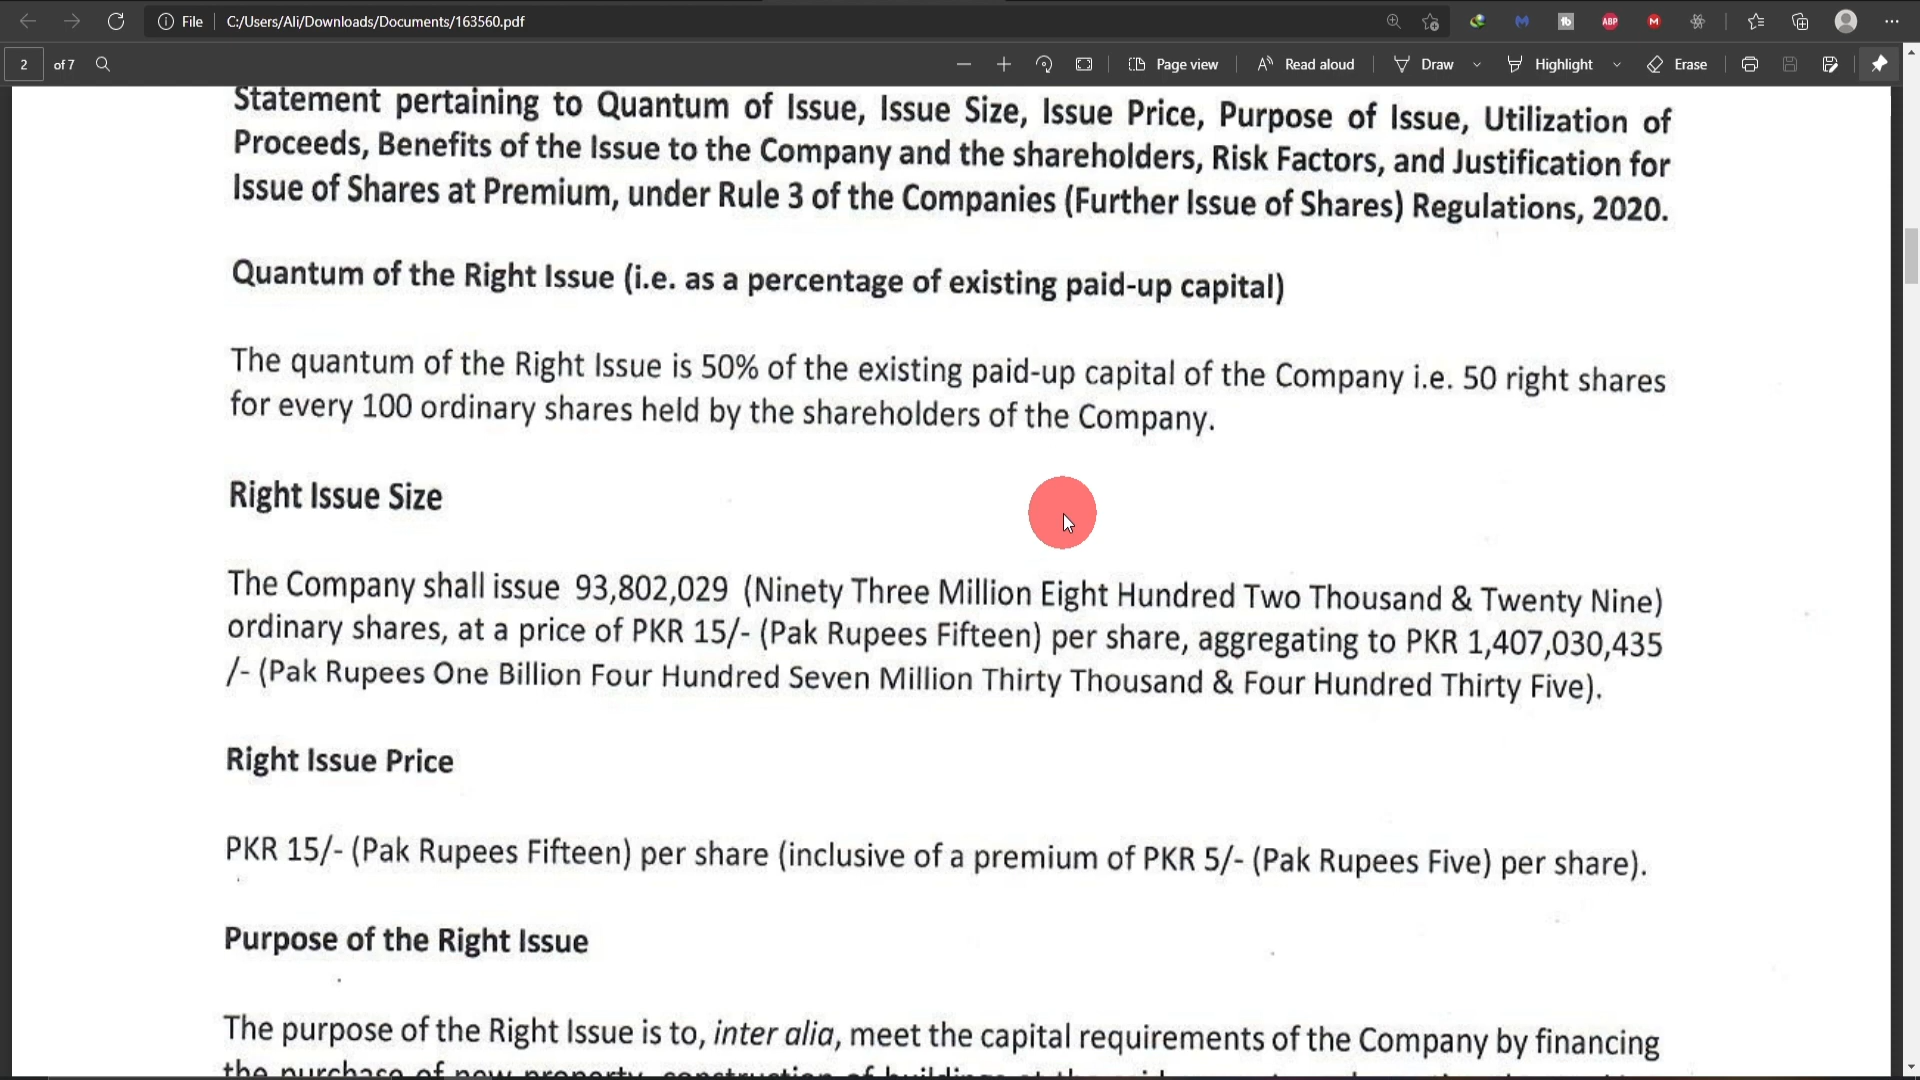 File C:/Users/Ali/Downloads/Documents/163560.pdf
2 of 7 Page view Read aloud Draw Highlight Erase
Statement pertaining to Quantum of Issue, Issue Size, Issue Price, Purpose of Issue, Utilization of
Proceeds, Benefits of the Issue to the Company and the shareholders, Risk Factors, and Justification for
Issue of Shares at Premium, under Rule 3 of the Companies (Further Issue of Shares) Regulations, 2020.
Quantum of the Right Issue (i.e. as a percentage of existing paid-up capital)
The quantum of the Right Issue is 50% of the existing paid-up capital of the Company i.e. 50 right shares
for every 100 ordinary shares held by the shareholders of the Company.
Right Issue Size
The Company shall issue 93,802,029 (Ninety Three Million Eight Hundred Two Thousand & Twenty Nine)
ordinary shares, at a price of PKR 15/- (Pak Rupees Fifteen) per share, aggregating to PKR 1,407,030,435
/- (Pak Rupees One Billion Four Hundred Seven Million Thirty Thousand & Four Hundred Thirty Five).
Right Issue Price
PKR 15/- (Pak Rupees Fifteen) per share (inclusive of a premium of PKR 5/- (Pak Rupees Five) per share).
Purpose of the Right Issue
The purpose of the Right Issue is to, inter alia, meet the capital requirements of the Company by financing
the purchase of new property, construction of